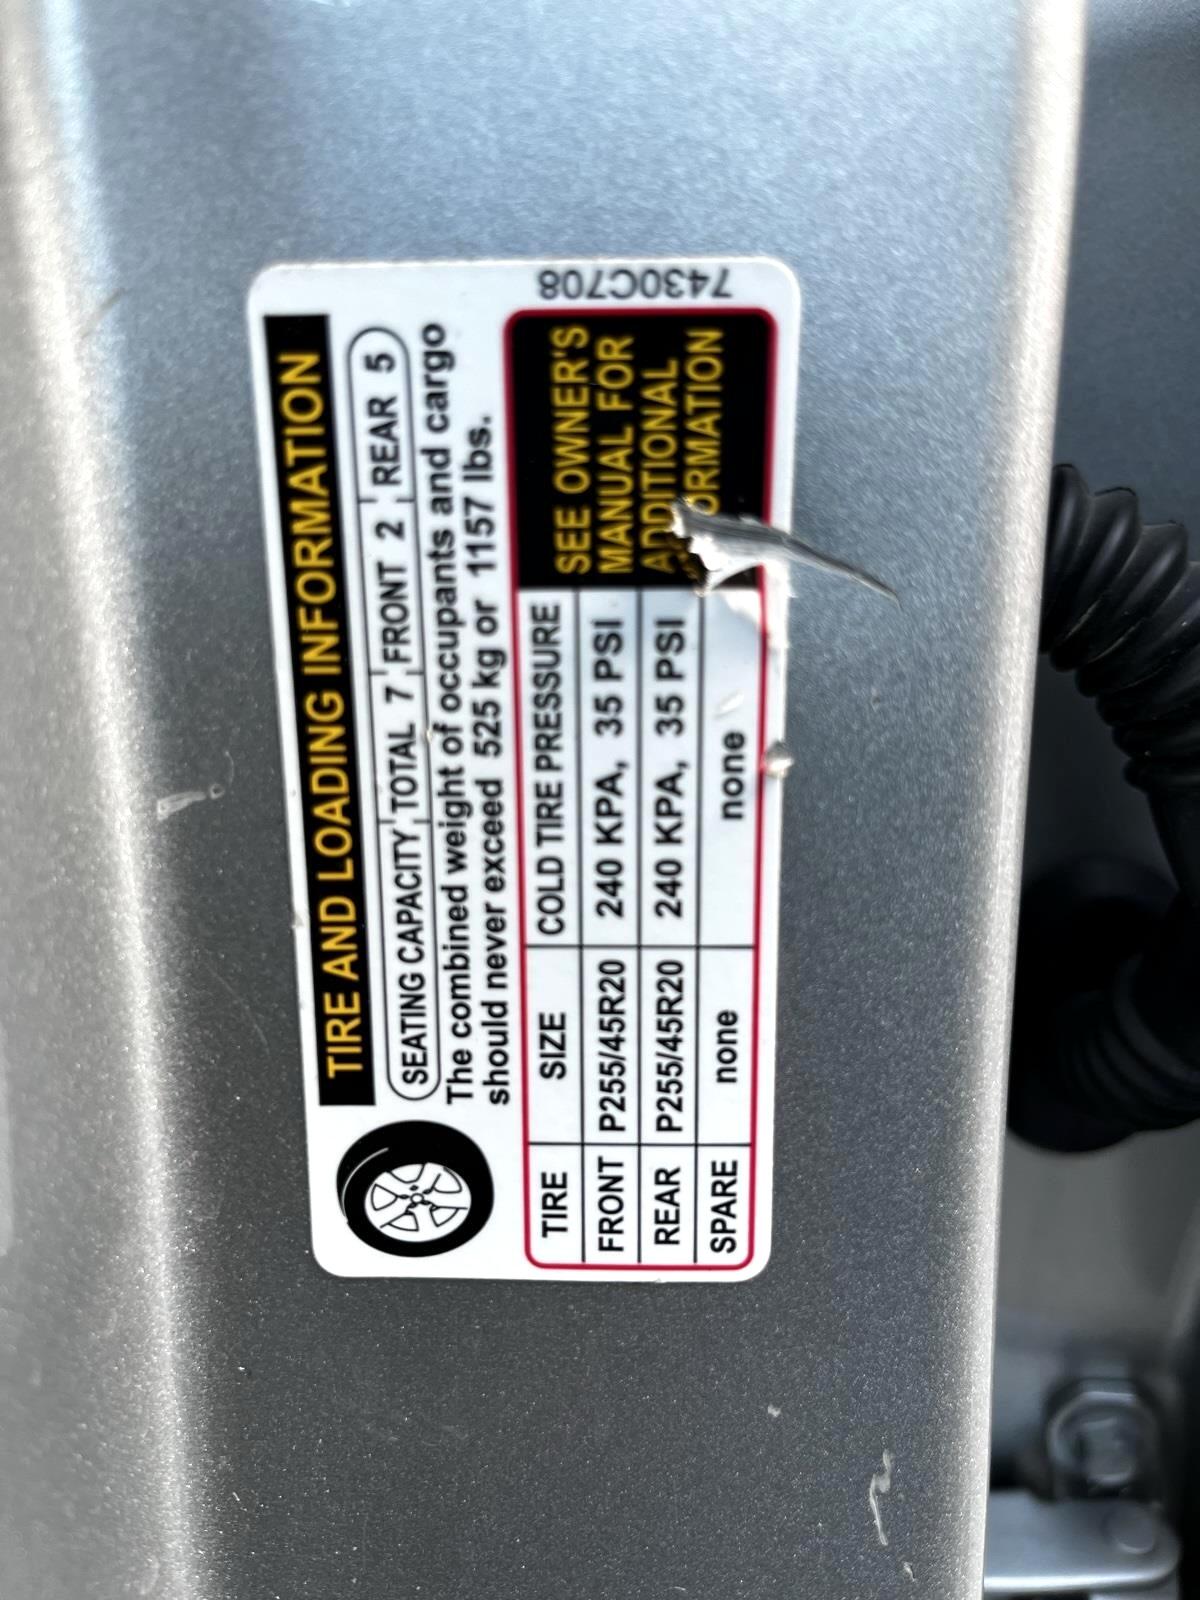 TIRE AND LOADING INFORMATION
SEATING CAPACITY TOTAL 7 FRONT 2 REAR 5
The combined weight of occupants and cargo
should never exceed 525 kg or 1157 lbs.
TIRE SIZE COLD TIRE PRESSURE
FRONT P255/45R20 240 KPA, 35 PSI
REAR P255/45R20 240 KPA, 35 PSI
SPARE none none
SEE OWNER'S
MANUAL FOR
ADDITIONAL
ORMATION
7430C708